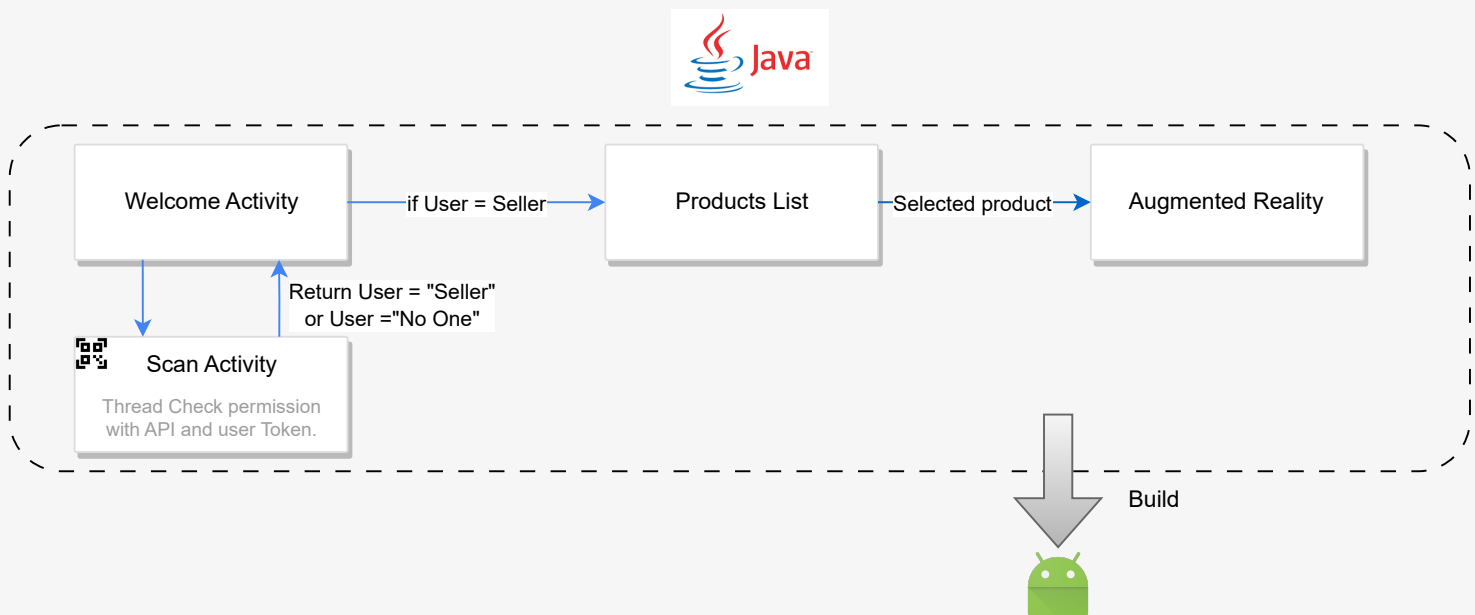 Java
Welcome Activity
if User = Seller
Products List
Selected product
Augmented Reality
Return User = "Seller"
or User ="No One"
Scan Activity
Thread Check permission
with API and user Token.
Build